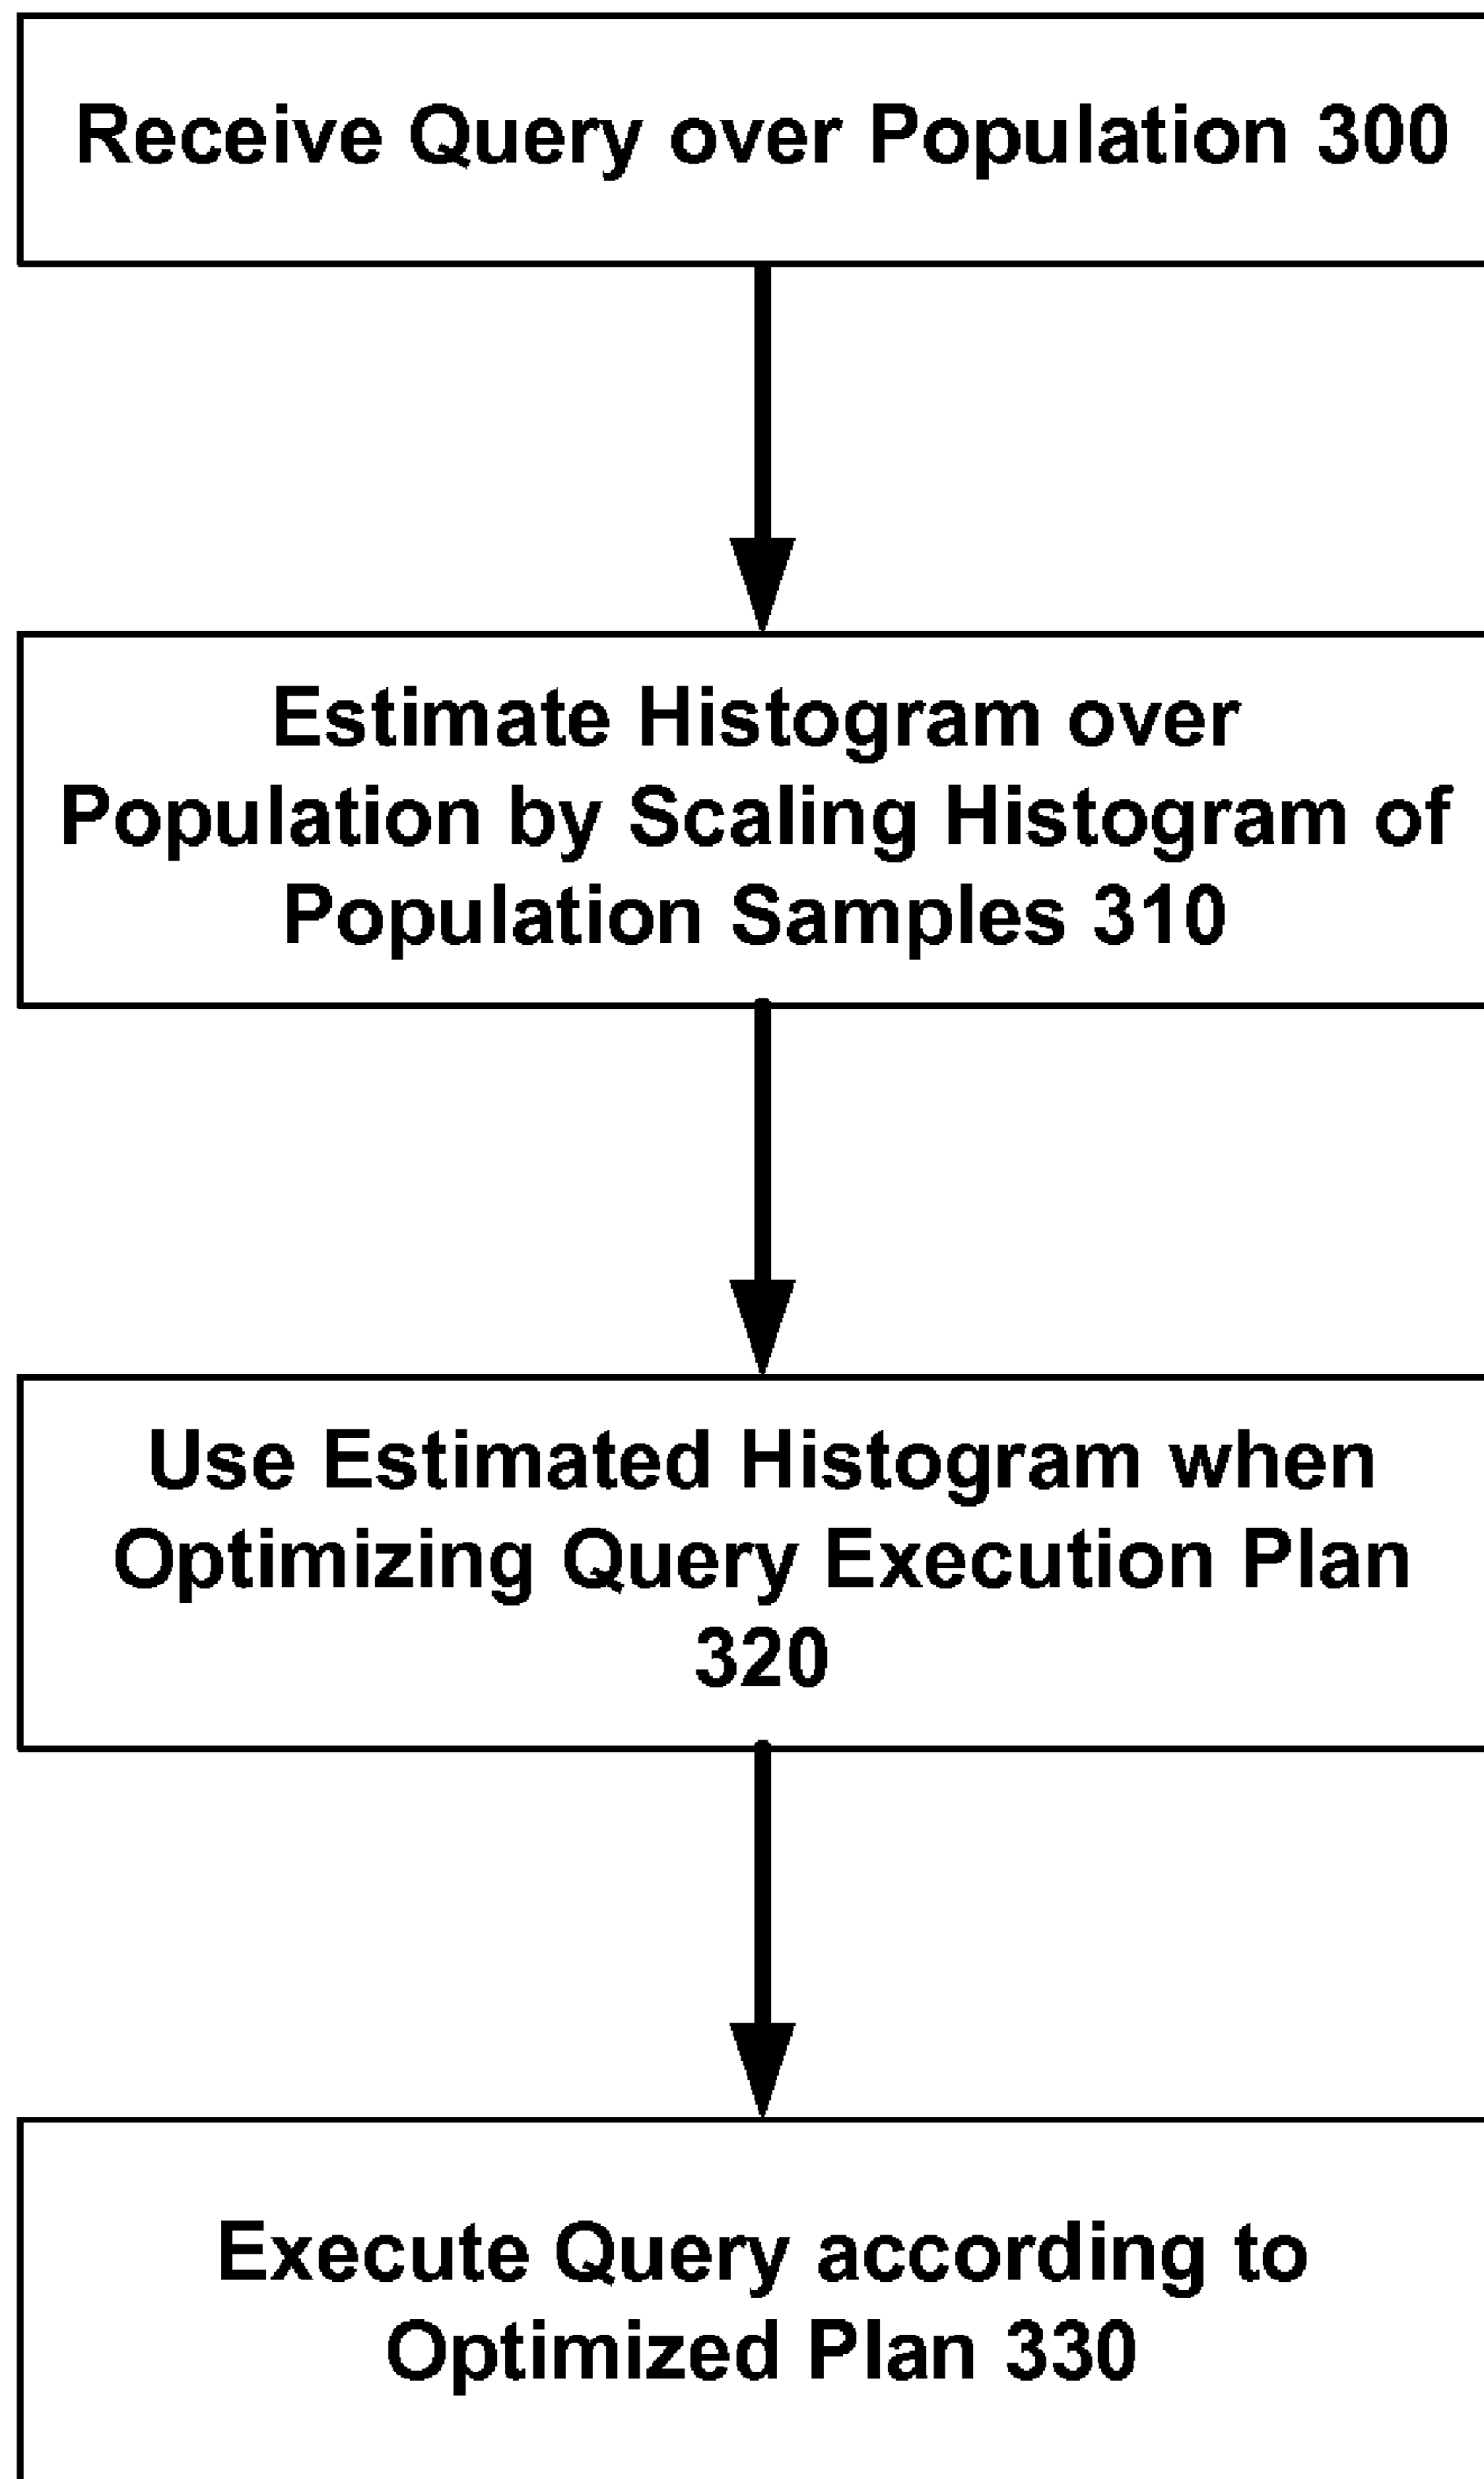 Receive Query over Population 300
Estimate Histogram over
Population by Scaling Histogram of
Population Samples 310
Use Estimated Histogram when
Optimizing Query Execution Plan
320
Execute Query according to
Optimized Plan 330